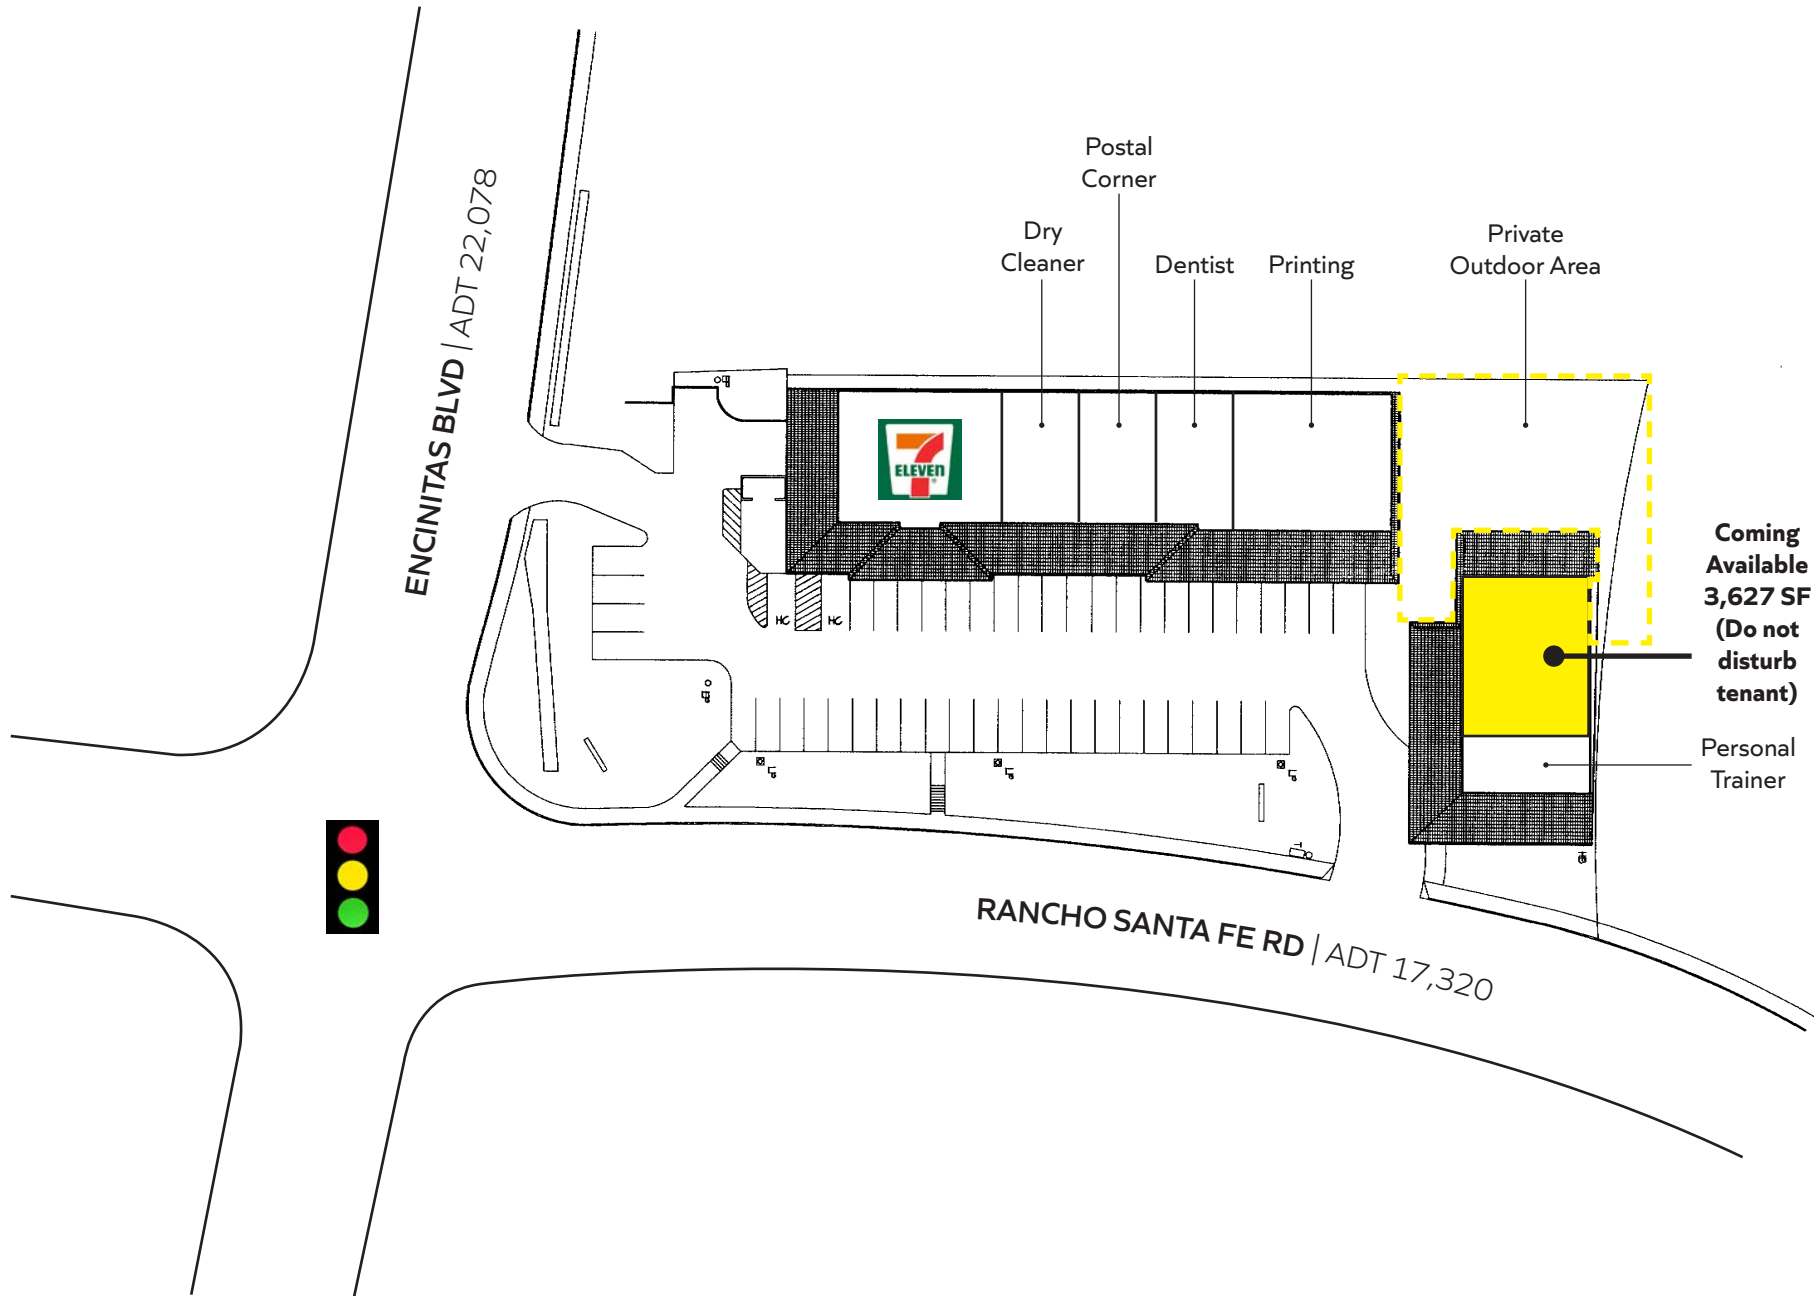 Postal
Corner
Dry
Cleaner
Dentist
Printing
Private
Outdoor Area
ENCINITAS BLVD | ADT 22,078
7
ELEVEn
Coming
Available
3,627 SF
(Do not
disturb
tenant)
HC
HC
Personal
Trainer
RANCHO SANTA FE RD | ADT 17,320